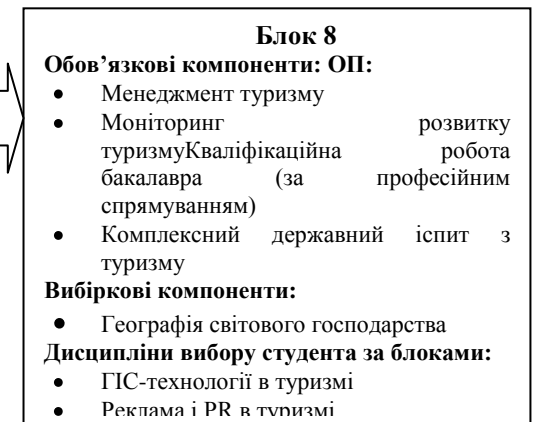 Блок 8
Обов’язкові компоненти: ОП:
• Менеджмент туризму
• Моніторинг розвитку
туризмуКваліфікаційна робота
бакалавра (за професійним
спрямуванням)
• Комплексний державний іспит з
туризму
Вибіркові компоненти:
• Географія світового господарства
Дисципліни вибору студента за блоками:
• ГІС-технології в туризмі
• Реклама і PR в туризмі